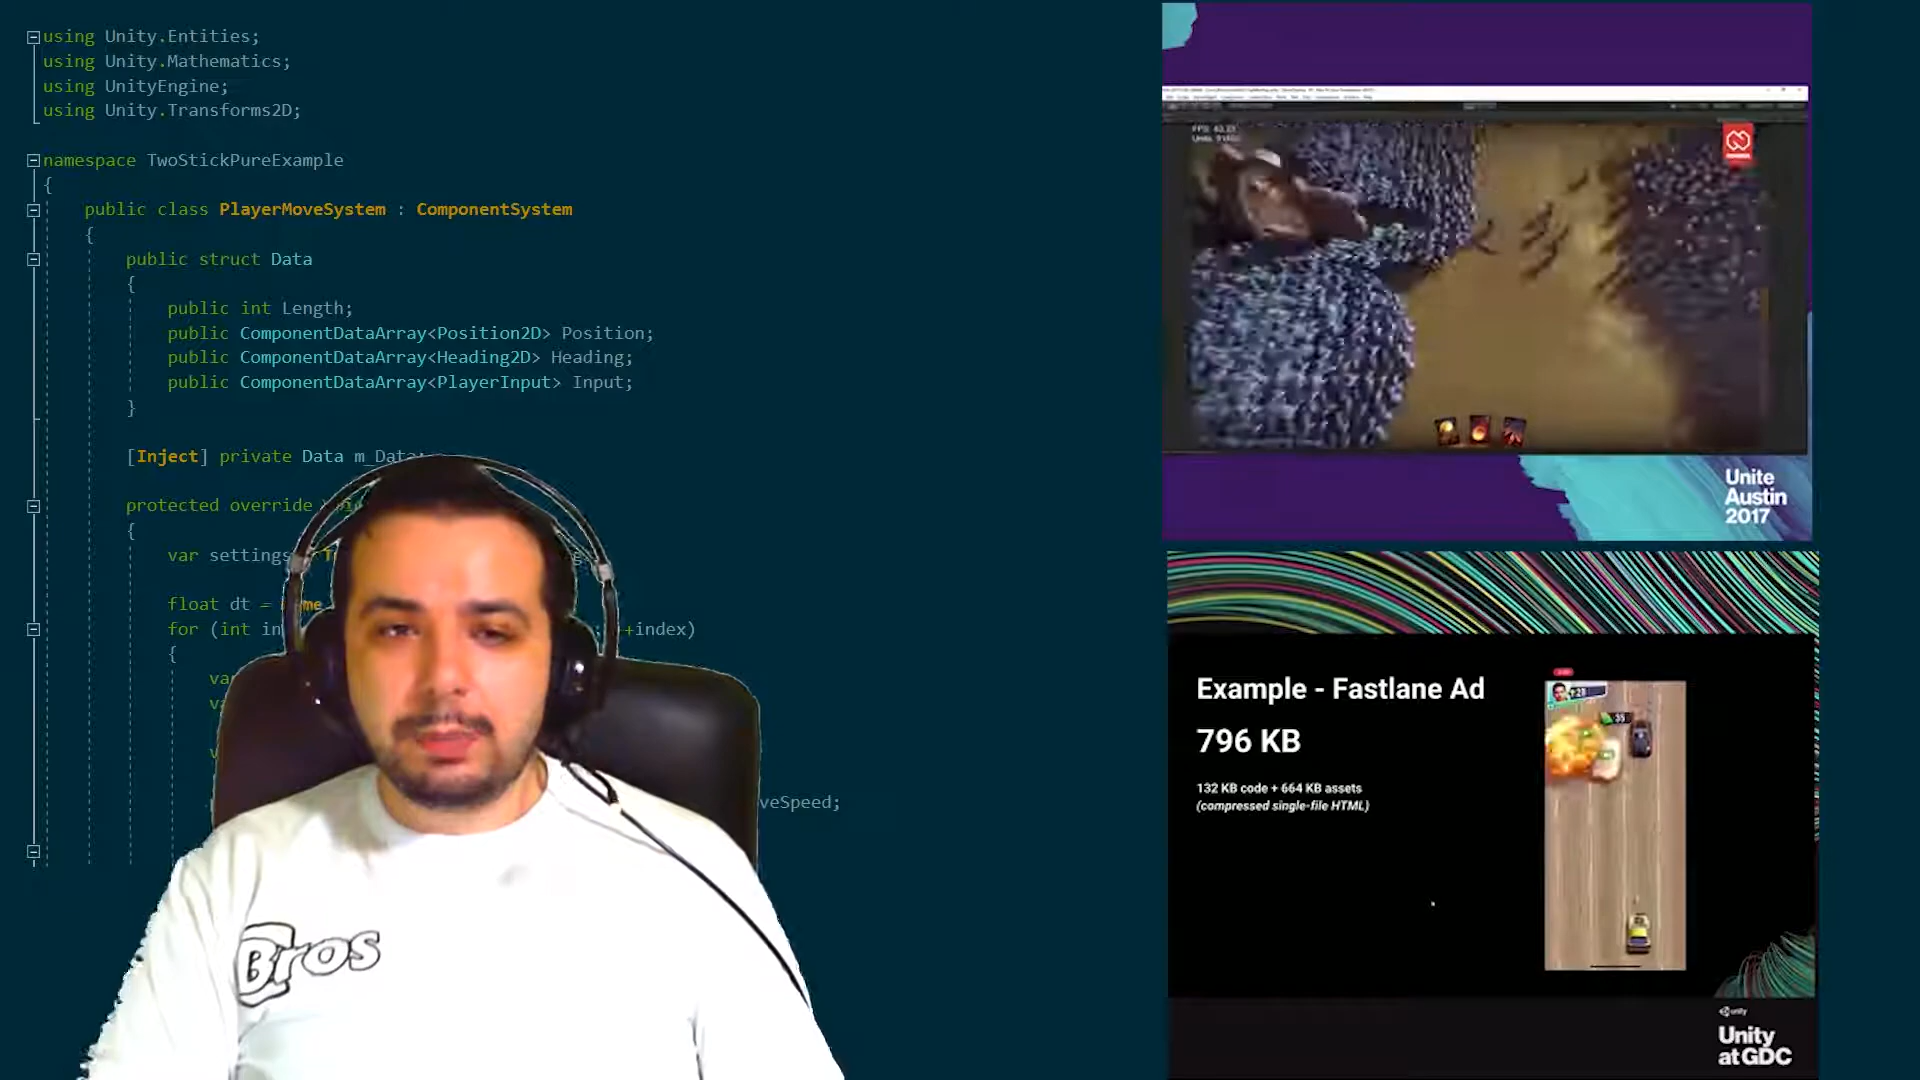 using Unity.Entities;
using Unity.Mathematics;
using UnityEngine;
using Unity.Transforms2D;
namespace TwoStickPureExample
{
public class PlayerMoveSystem : ComponentSystem
{
public struct Data
{
public int Length;
public ComponentDataArray<Position2D> Position;
public ComponentDataArray<Heading2D> Heading;
public ComponentDataArray<PlayerInput> Input;
}
[Inject] private Data m_Data;
protected override
{
var settings
float dt =
for (int in ; ++index)
{
veSpeed;
Bros
Unite
Austin
2017
Example - Fastlane Ad
796 KB
132 KB code + 664 KB assets
(compressed single-file HTML)
35
unity
Unity
at GDC